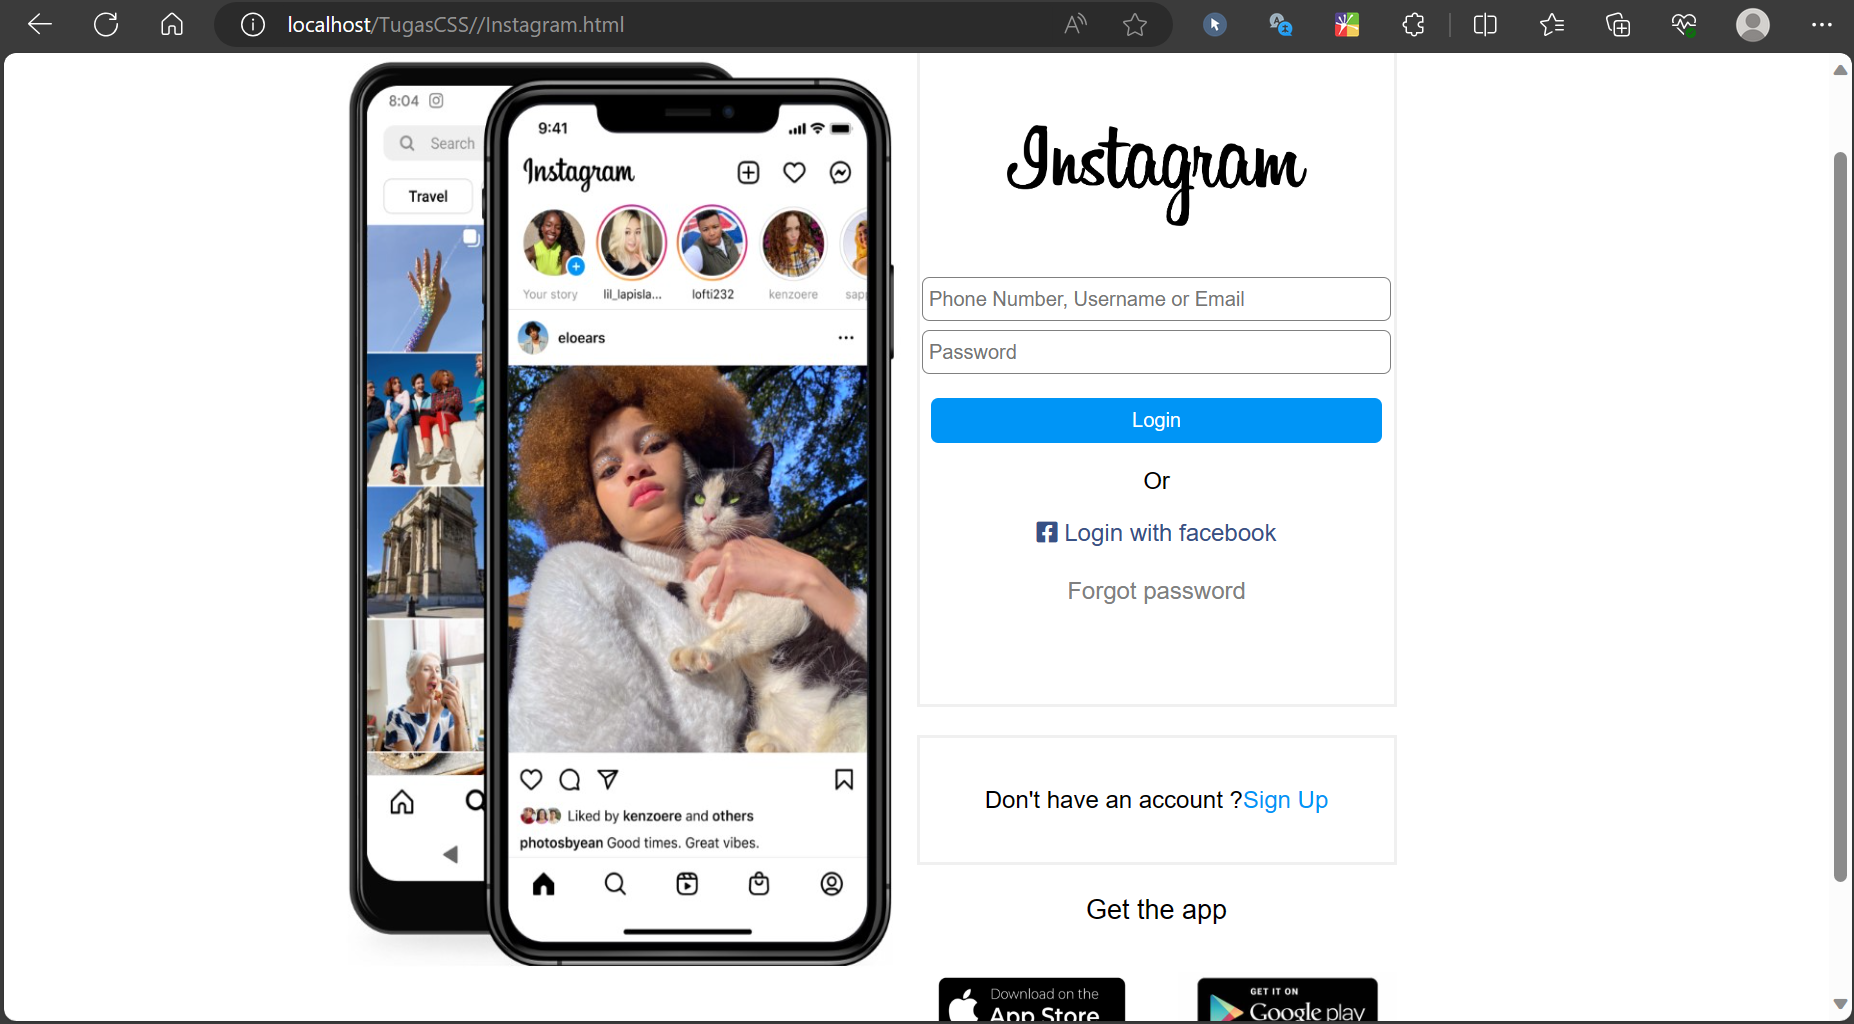 localhost/TugasCSS//Instagram.html
8:04
Search
Travel
9:41
Instagram
Your story
lil_lapisla...
lofti232
kenzoere
sapp
eloears
Liked by kenzoere and others
photosbyean Good times. Great vibes.
Instagram
Phone Number, Username or Email
Password
Login
Or
Login with facebook
Forgot password
Don't have an account ?Sign Up
Get the app
Download on the
App Store
GET IT ON
Google play